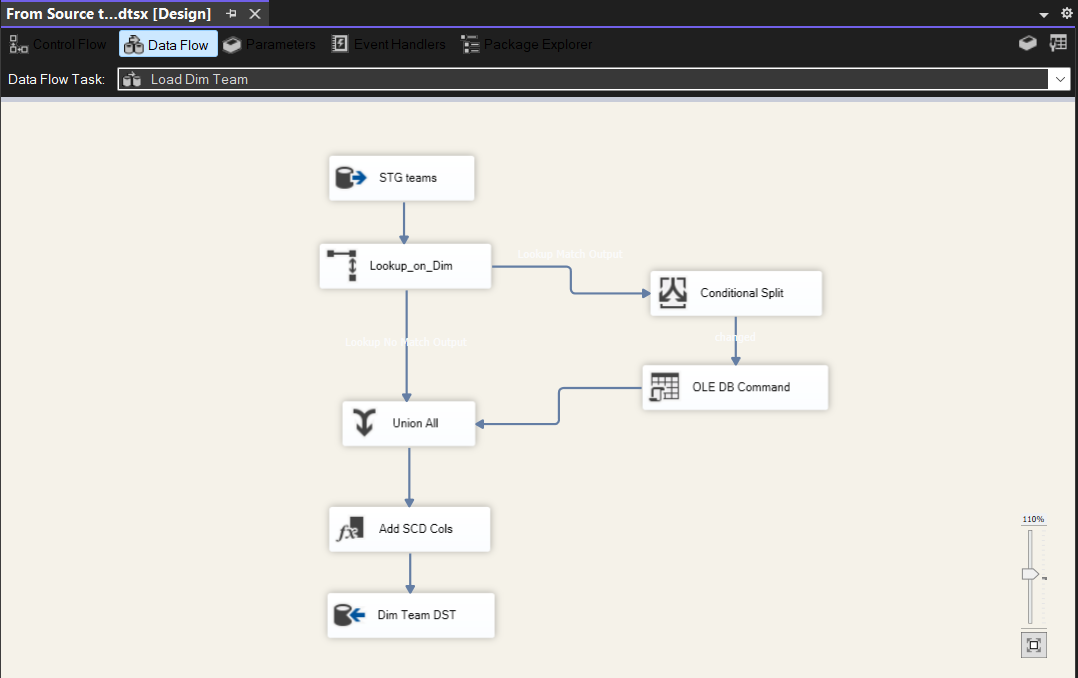 From Source t...dtsx [Design]
Control Flow
Data Flow
Parameters
Event Handlers
Package Explorer
Data Flow Task:
Load Dim Team
STG teams
Lookup_on_Dim
Lookup Match Output
Conditional Split
Lookup No Match Output
changed
OLE DB Command
Union All
Add SCD Cols
Dim Team DST
110%